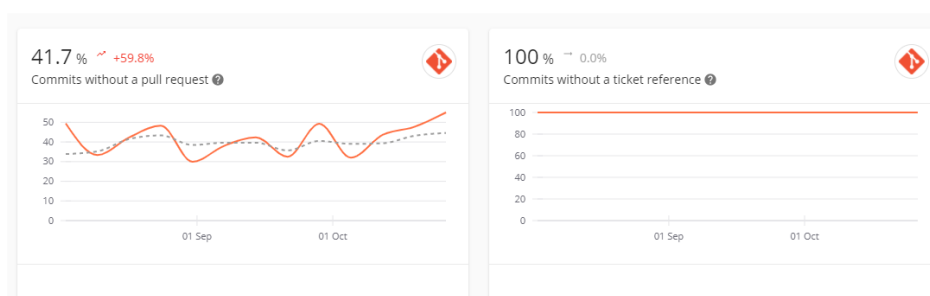 41.7 % +59.8%
Commits without a pull request ?
50
40
30
20
10
0
01 Sep 01 Oct
100 % 0.0%
Commits without a ticket reference ?
100
80
60
40
20
0
01 Sep 01 Oct